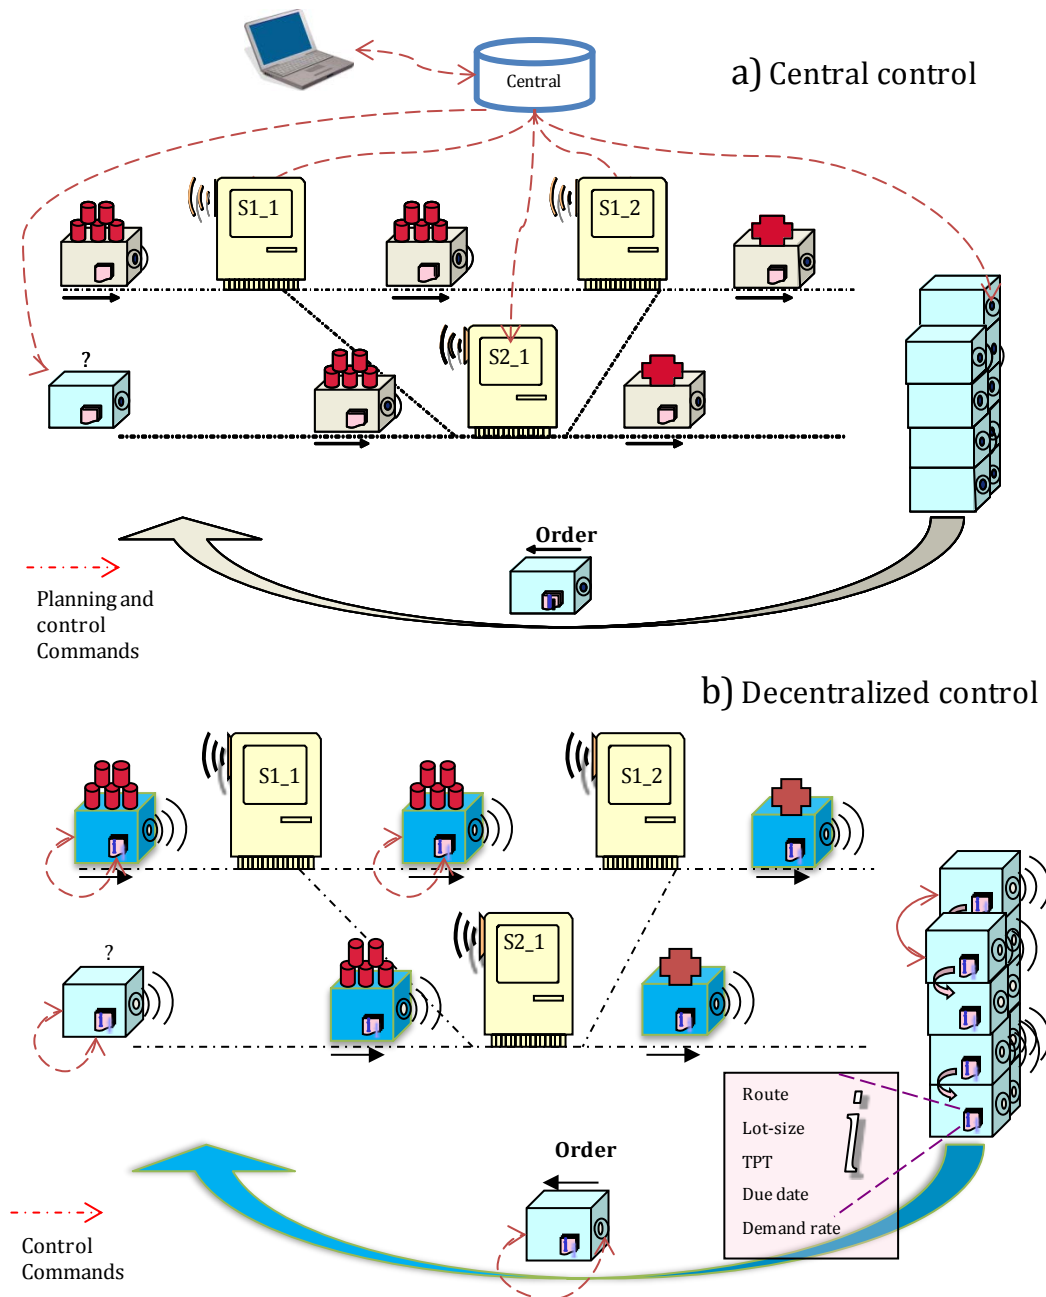 a) Central control
Central
S1_1
S1_2
S2_1
?
Order
Planning and
control
Commands
b) Decentralized control
S1_1
S1_2
S2_1
?
i
Route
Lot-size
TPT
Due date
Demand rate
Order
Control
Commands